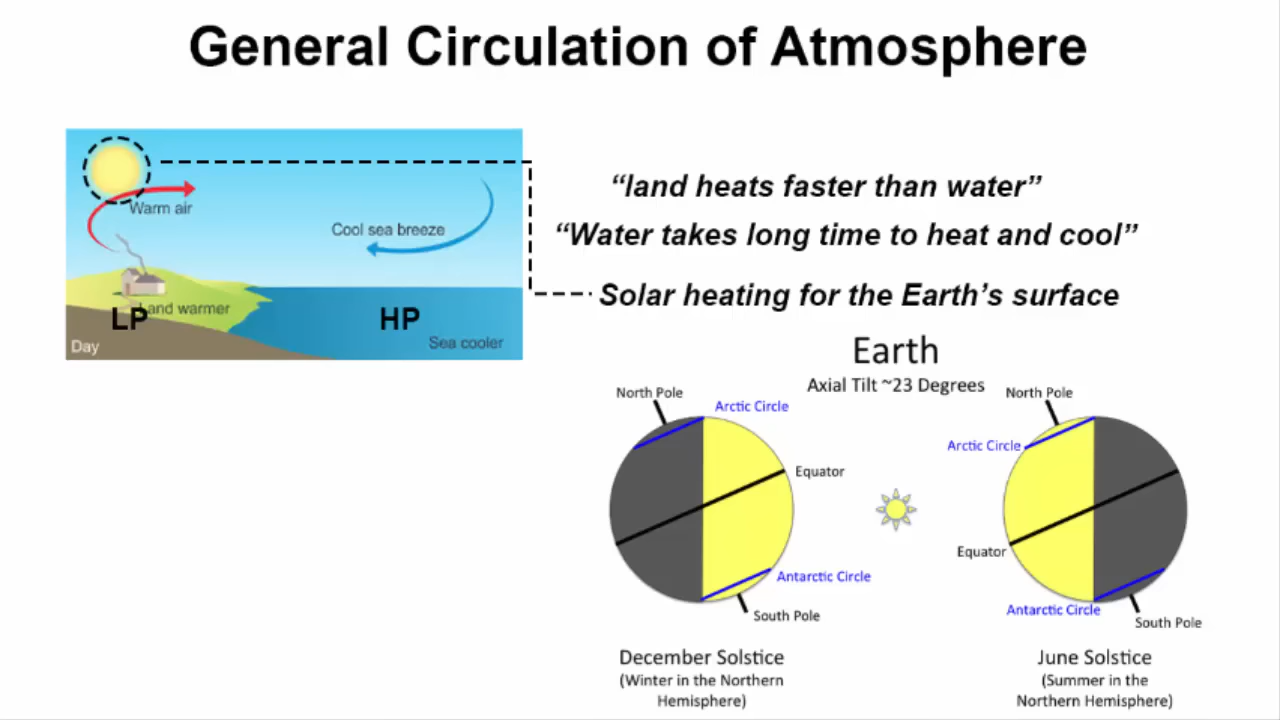 General Circulation of Atmosphere
Warm air
Cool sea breeze
Land warmer
LP
HP
Sea cooler
Day
“land heats faster than water”
“Water takes long time to heat and cool”
Solar heating for the Earth’s surface
Earth
Axial Tilt ~23 Degrees
North Pole
Arctic Circle
Equator
Antarctic Circle
South Pole
December Solstice
(Winter in the Northern
Hemisphere)
North Pole
Arctic Circle
Equator
Antarctic Circle
South Pole
June Solstice
(Summer in the
Northern Hemisphere)